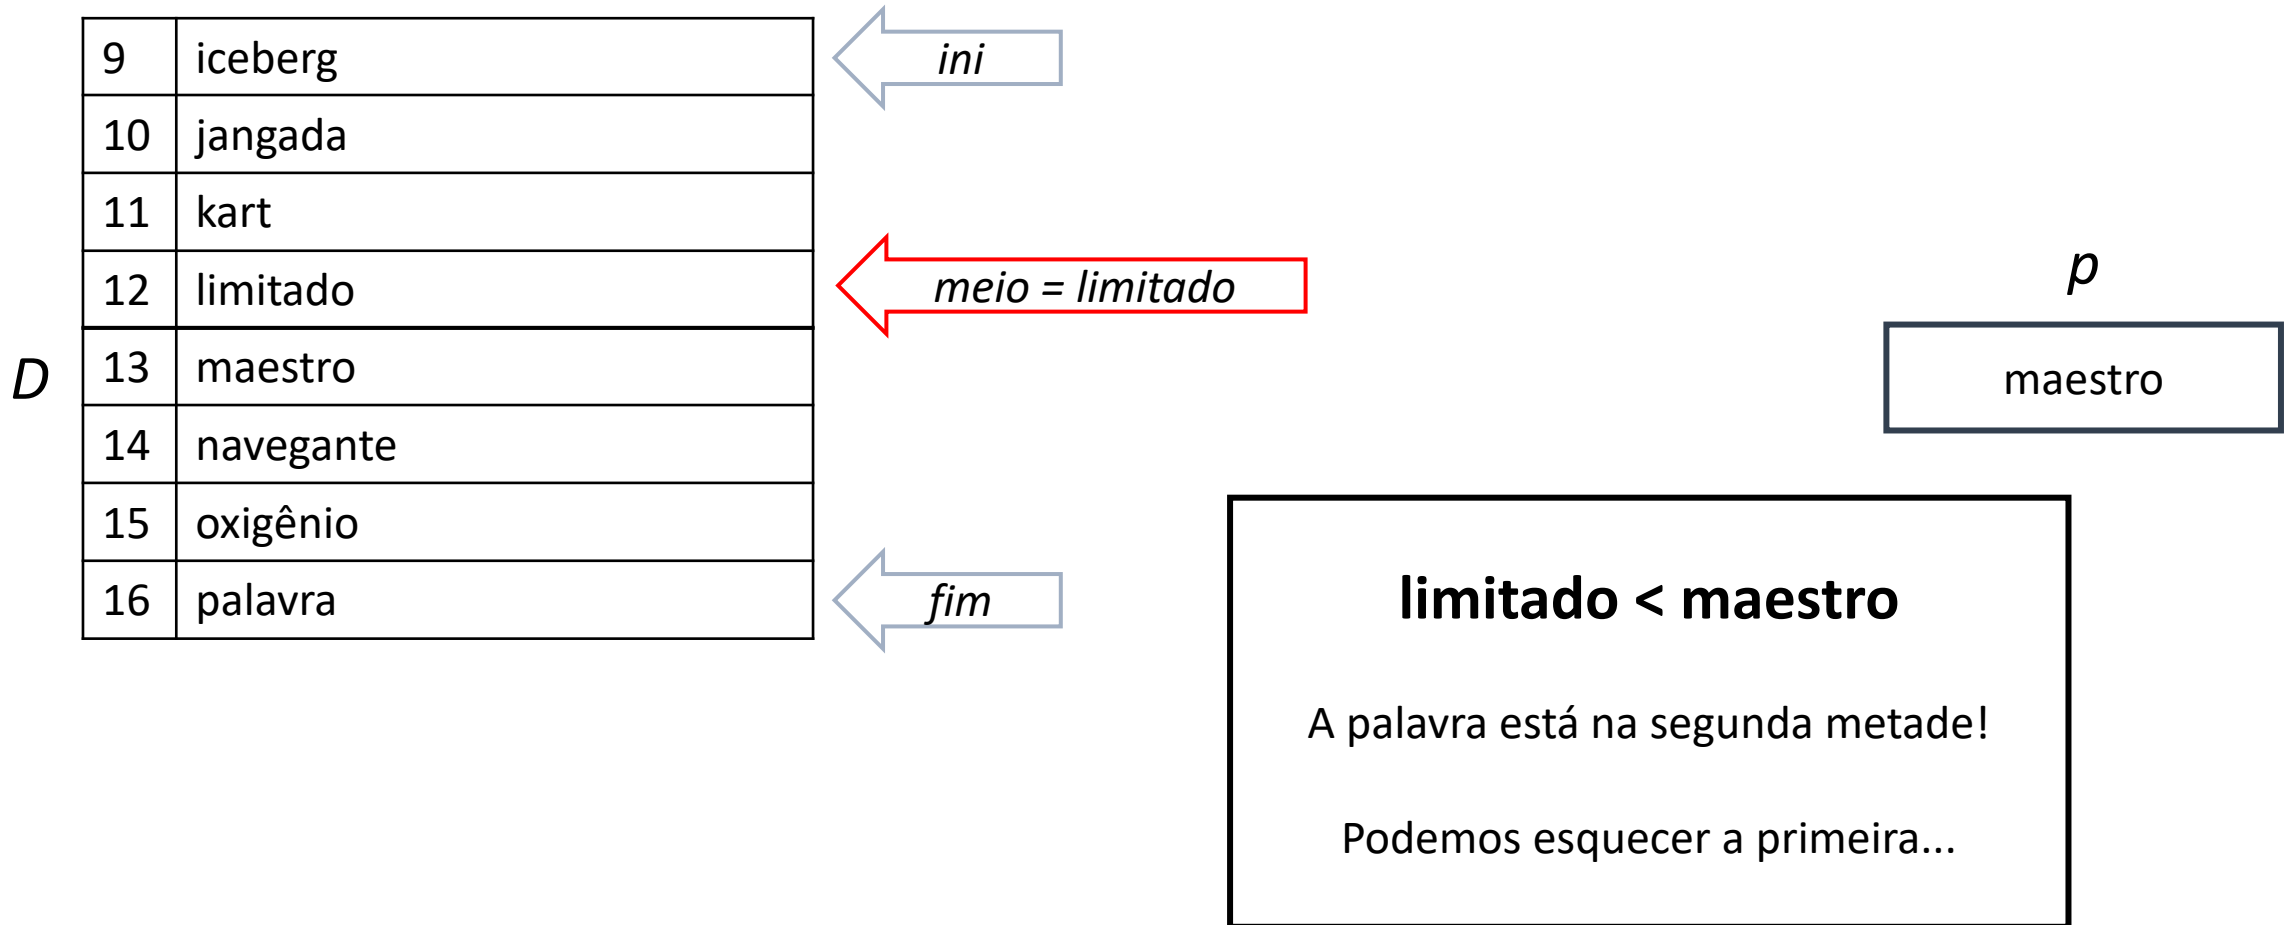 9 iceberg
ini
10 jangada
11 kart
12 limitado
meio = limitado
p
D
13 maestro
maestro
14 navegante
15 oxigênio
16 palavra
fim
limitado < maestro
A palavra está na segunda metade!
Podemos esquecer a primeira...